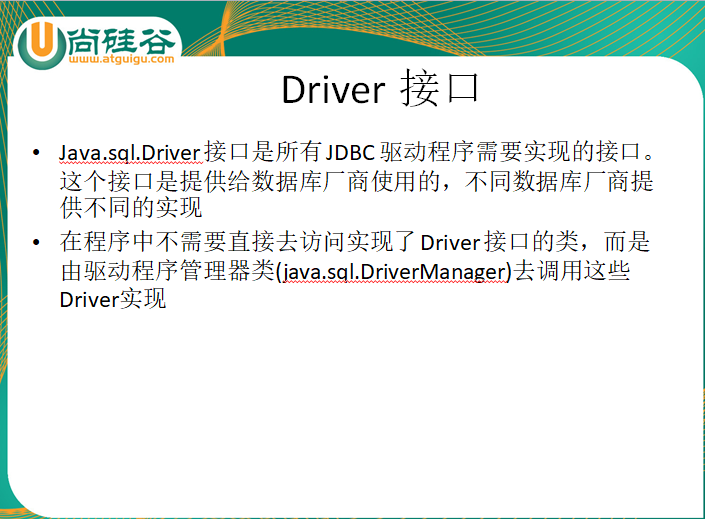 尚硅谷
www.atguigu.com
Driver 接口
• Java.sql.Driver 接口是所有 JDBC 驱动程序需要实现的接口。
这个接口是提供给数据库厂商使用的，不同数据库厂商提
供不同的实现
• 在程序中不需要直接去访问实现了 Driver 接口的类，而是
由驱动程序管理器类(java.sql.DriverManager)去调用这些
Driver实现